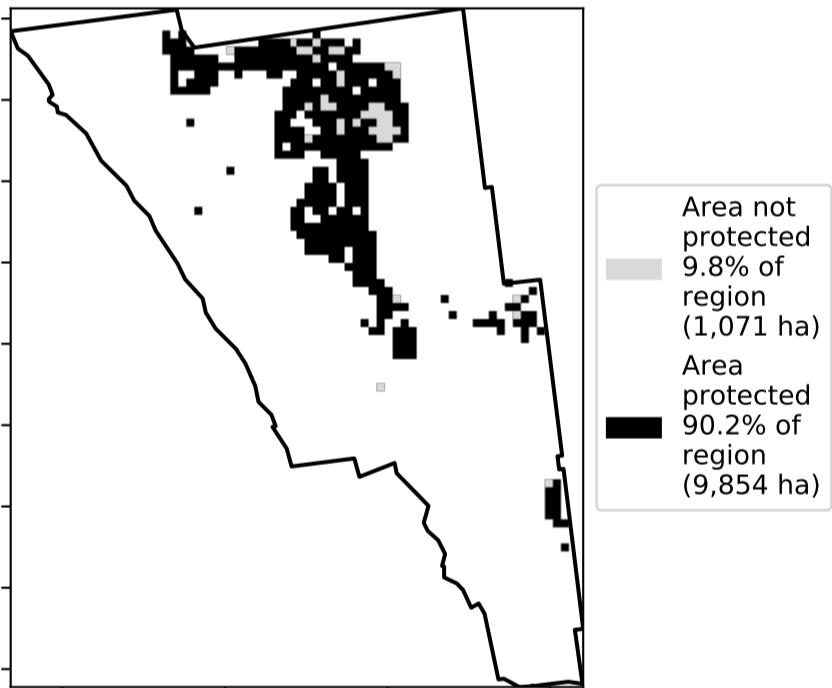 Area not
protected
9.8% of
region
(1,071 ha)
Area
protected
90.2% of
region
(9,854 ha)